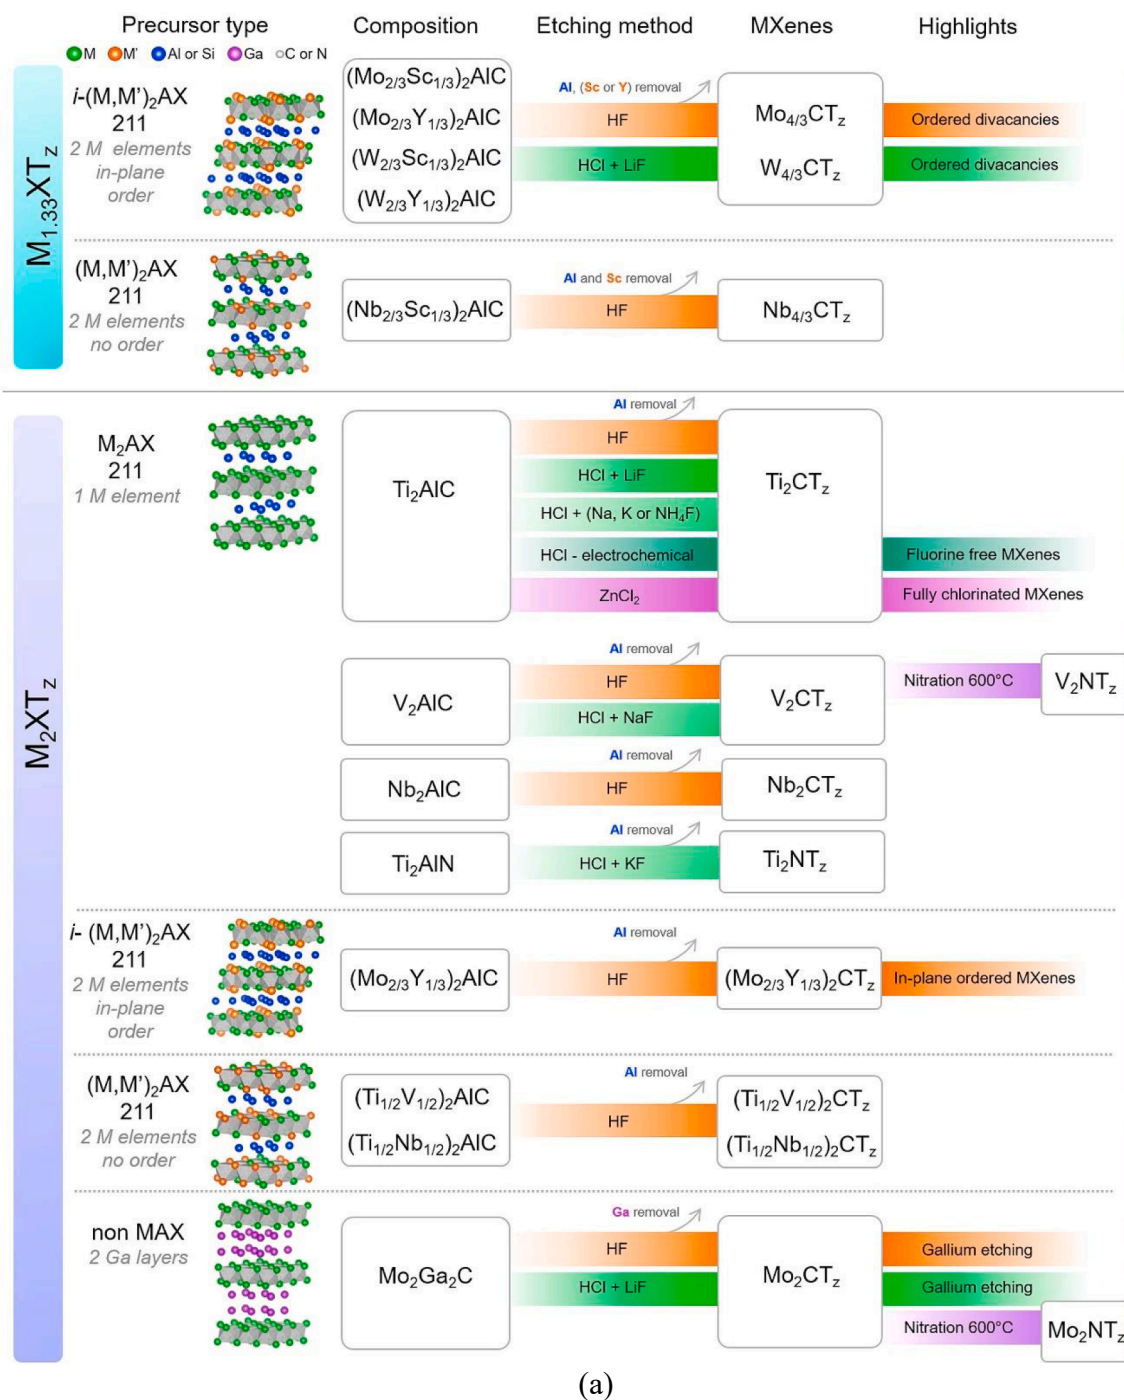 Precursor type Composition Etching method MXenes Highlights
M M' Al or Si Ga C or N
M1.33XTz
i-(M,M’)2AX
211
2 M elements
in-plane
order
(Mo2/3Sc1/3)2AlC
(Mo2/3Y1/3)2AlC
(W2/3Sc1/3)2AlC
(W2/3Y1/3)2AlC
Al, (Sc or Y) removal
HF
HCl + LiF
Mo4/3CTz
W4/3CTz
Ordered divacancies
Ordered divacancies
(M,M’)2AX
211
2 M elements
no order
(Nb2/3Sc1/3)2AlC
Al and Sc removal
HF
Nb4/3CTz
M2XTz
M2AX
211
1 M element
Ti2AlC
Al removal
HF
HCl + LiF
HCl + (Na, K or NH4F)
HCl - electrochemical
ZnCl2
Ti2CTz
Fluorine free MXenes
Fully chlorinated MXenes
V2AlC
Al removal
HF
HCl + NaF
V2CTz
Nitration 600°C
V2NTz
Nb2AlC
Al removal
HF
Nb2CTz
Ti2AlN
Al removal
HCl + KF
Ti2NTz
i- (M,M’)2AX
211
2 M elements
in-plane
order
(Mo2/3Y1/3)2AlC
Al removal
HF
(Mo2/3Y1/3)2CTz
In-plane ordered MXenes
(M,M’)2AX
211
2 M elements
no order
(Ti1/2V1/2)2AlC
(Ti1/2Nb1/2)2AlC
Al removal
HF
(Ti1/2V1/2)2CTz
(Ti1/2Nb1/2)2CTz
non MAX
2 Ga layers
Mo2Ga2C
Ga removal
HF
HCl + LiF
Mo2CTz
Gallium etching
Gallium etching
Nitration 600°C
Mo2NTz
(a)